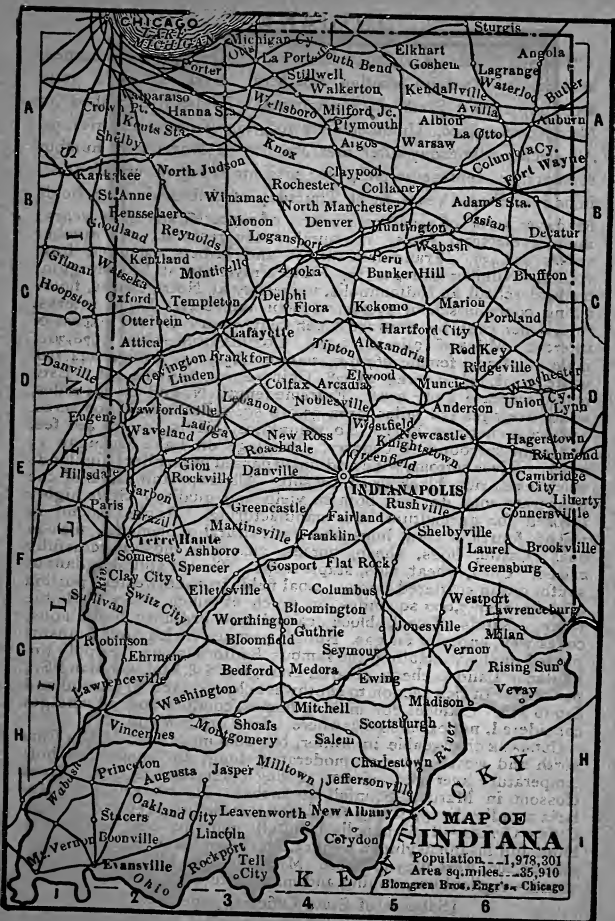 CHICAGO
LAKE
MICHIGAN
Sturgis
Michigan Cy.
Otis
La Porte
South Bend
Elkhart
Angola
Porter
Stillwell
Goshen
Lagrange
Waterloo
Butler
Walkerton
Kendallville
A
Valparaiso
Wellsboro
Milford Jc.
Avilla
A
Crown Pt.
Hanna Sta.
Plymouth
Albion
Auburn
Kouts Sta.
La Otto
Shelby
Knox
Argos
Warsaw
Columbia Cy.
Fort Wayne
Kankakee
North Judson
Claypool
Rochester
Collamer
B
St. Anne
Winamac
North Manchester
Adam's Sta.
B
Rensselaer
Monon
Denver
Huntington
Ossian
Goodland
Reynolds
Logansport
Wabash
Decatur
Gilman
Watseka
Kentland
Monticello
Anoka
Peru
Bunker Hill
Bluffton
C
Hoopston
Oxford
Templeton
Delphi
Flora
Kokomo
Marion
Portland
C
Otterbein
Lafayette
Hartford City
Attica
Tipton
Alexandria
Red Key
Danville
Covington
Frankfort
Elwood
Ridgeville
Winchester
D
Linden
Colfax
Arcadia
Muncie
Union Cy.
D
Eugene
Crawfordsville
Lebanon
Noblesville
Anderson
Lynn
Waveland
Ladoga
New Ross
Westfield
Newcastle
Hagerstown
Roachdale
Knightstown
Richmond
E
Hillsdale
Gion
Danville
Greenfield
Cambridge
City
E
Rockville
INDIANAPOLIS
Liberty
Paris
Carbon
Greencastle
Rushville
Connersville
Brazil
Fairland
Terre Haute
Martinsville
Franklin
Shelbyville
Laurel
Brookville
F
Somerset
Ashboro
Spencer
Gosport
Flat Rock
Greensburg
F
Riv.
Clay City
Ellettsville
Columbus
Westport
Sullivan
Switz City
Bloomington
Lawrenceburg
Worthington
Guthrie
Jonesville
Milan
G
Robinson
Bloomfield
Seymour
Vernon
Ehrman
Rising Sun
Bedford
Medora
Ewing
Lawrenceville
Washington
Madison
Vevay
Mitchell
H
Vincennes
Shoals
Scottsburgh
H
Montgomery
Salem
River
Charlestown
Wabash
Princeton
Augusta
Jasper
Milltown
Jeffersonville
Oakland City
Leavenworth
New Albany
Stacers
Lincoln
Corydon
Mt. Vernon
Boonville
Evansville
Rockport
Tell
City
Ohio
ILLINOIS
KENTUCKY
MAP OF
INDIANA
Population 1,978,301
Area sq. miles 35,910
Blomgren Bros. Engr's., Chicago
I
1 2 3 4 5 6